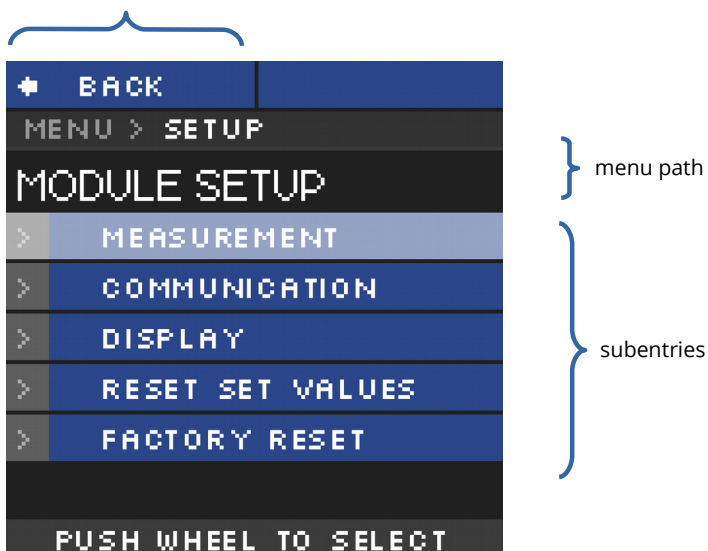 BACK
MENU > SETUP
menu path
MODULE SETUP
> MEASUREMENT
> COMMUNICATION
> DISPLAY
subentries
> RESET SET VALUES
> FACTORY RESET
PUSH WHEEL TO SELECT